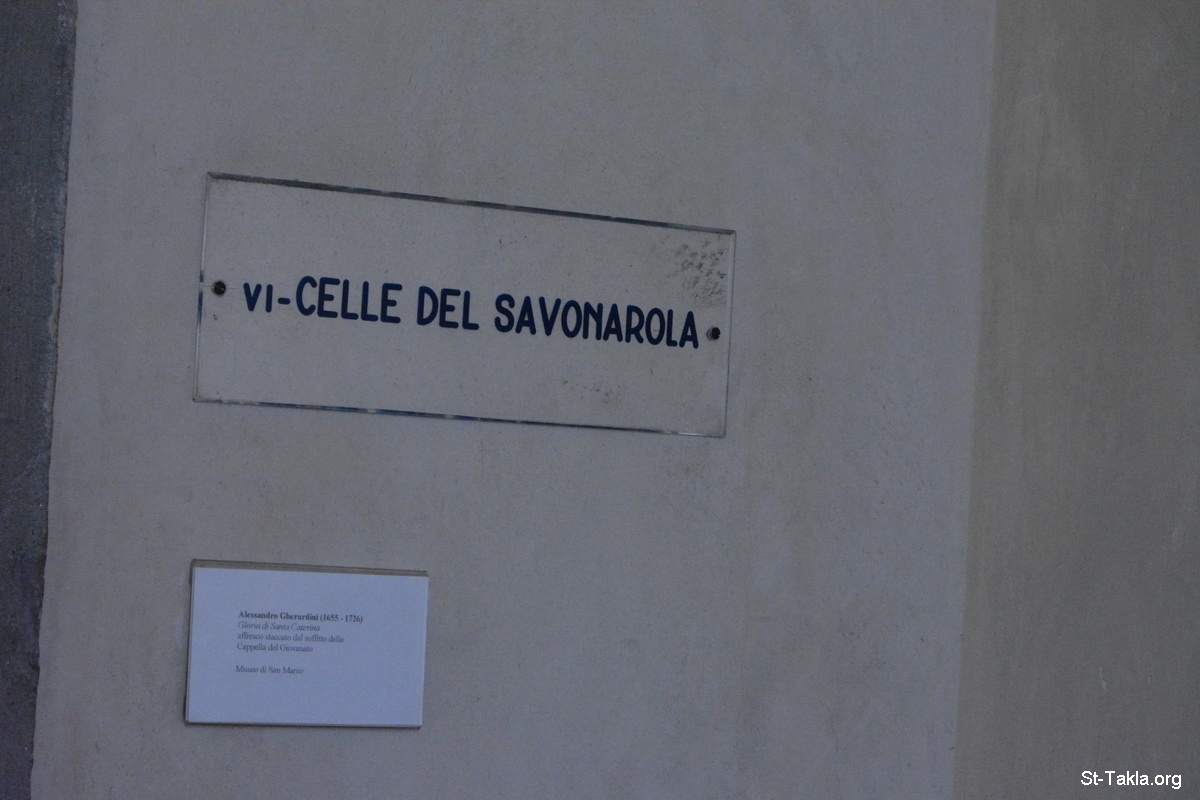 VI-CELLE DEL SAVONAROLA
Alessandro Gherardini (1655 - 1726)
Gloria di Santa Caterina
affresco staccato dal soffitto della
Cappella del Giovanato
Museo di San Marco
St-Takla.org